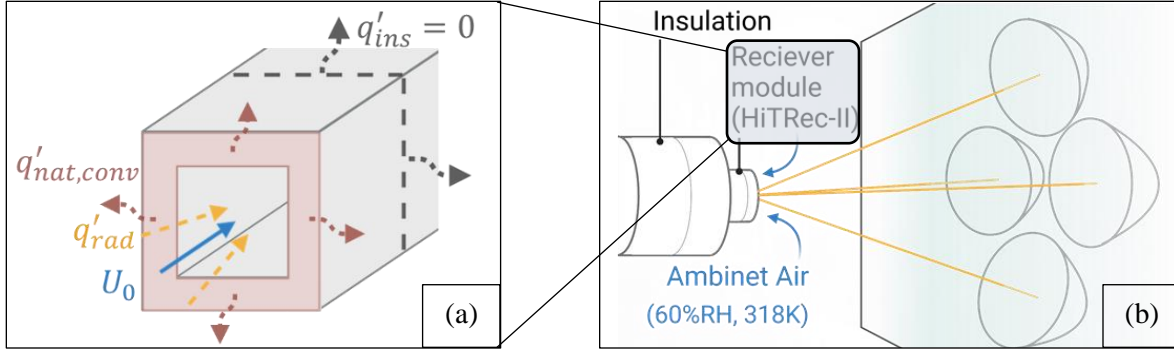 q′ins = 0
q′nat,conv
q′rad
U0
(a)
Insulation
Reciever
module
(HiTRec-II)
Ambinet Air
(60%RH, 318K)
(b)